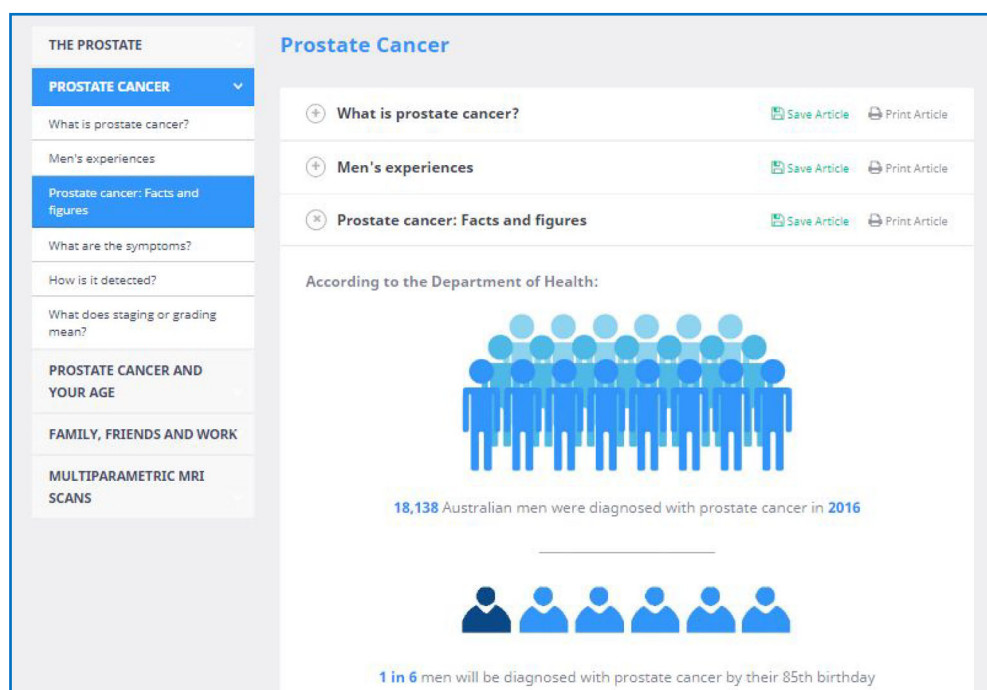 THE PROSTATE
PROSTATE CANCER
What is prostate cancer?
Men's experiences
Prostate cancer: Facts and
figures
What are the symptoms?
How is it detected?
What does staging or grading
mean?
PROSTATE CANCER AND
YOUR AGE
FAMILY, FRIENDS AND WORK
MULTIPARAMETRIC MRI
SCANS
Prostate Cancer
What is prostate cancer? Save Article Print Article
Men's experiences Save Article Print Article
Prostate cancer: Facts and figures Save Article Print Article
According to the Department of Health:
18,138 Australian men were diagnosed with prostate cancer in 2016
1 in 6 men will be diagnosed with prostate cancer by their 85th birthday